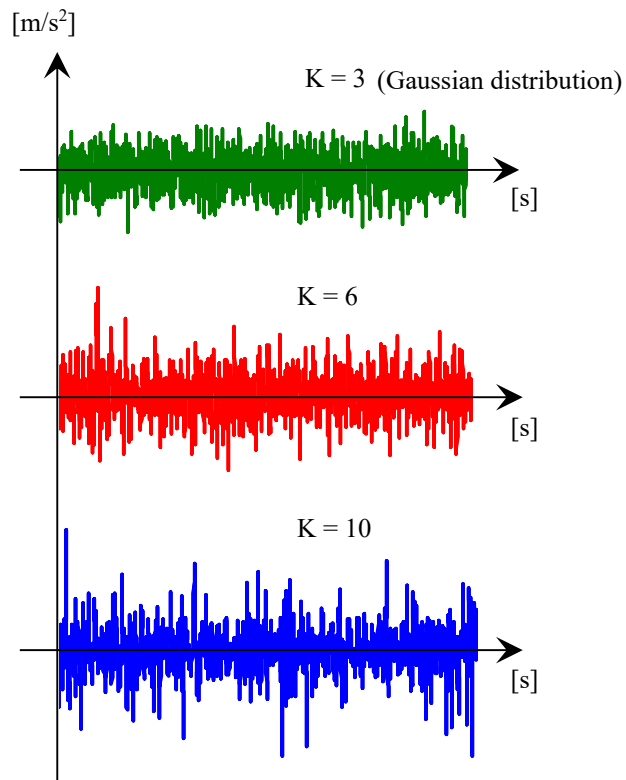 [m/s²]
K = 3 (Gaussian distribution)
[s]
K = 6
[s]
K = 10
[s]